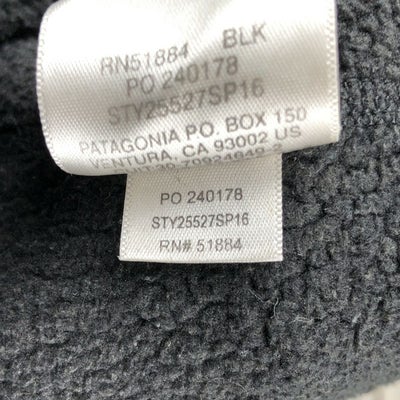 RN51884 BLK
PO 240178
STY25527SP16
PATAGONIA PO. BOX 150
VENTURA, CA 93002 US
PO 240178
STY25527SP16
RN# 51884